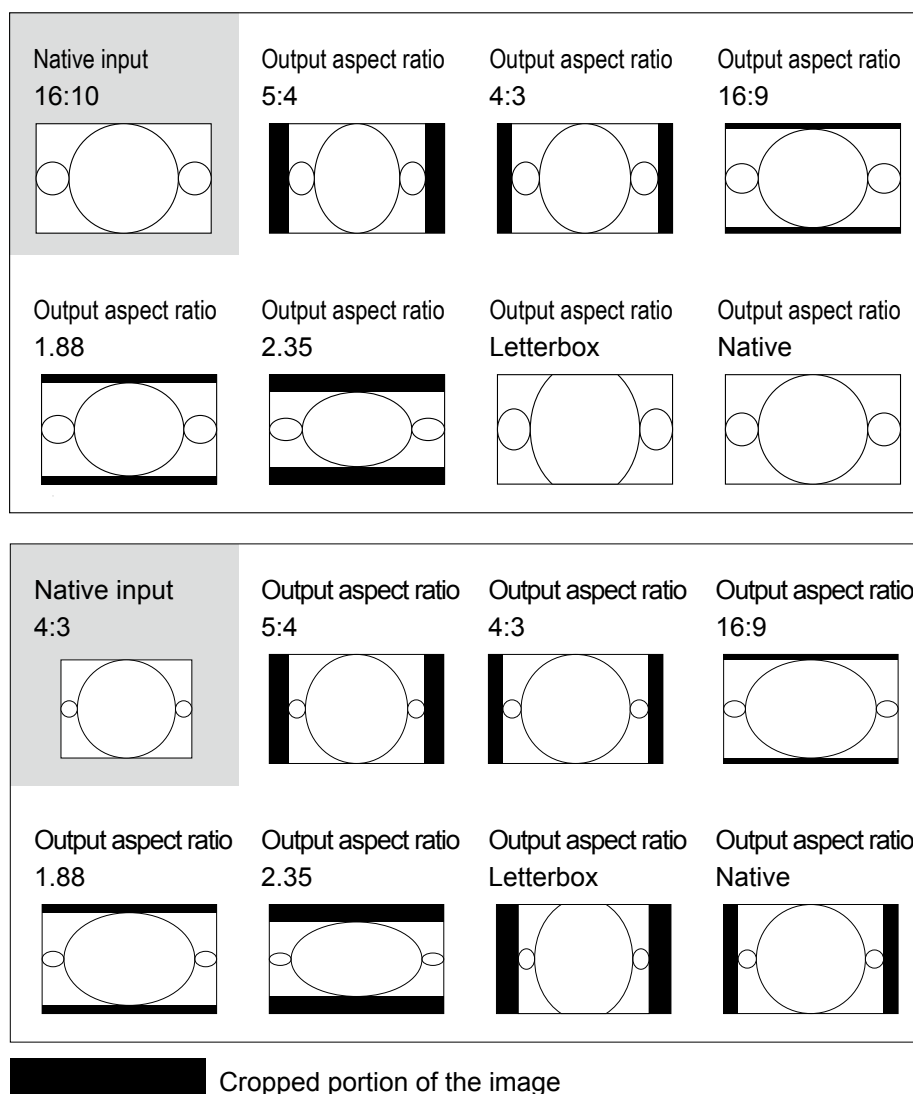 Native input
16:10
Output aspect ratio
5:4
Output aspect ratio
4:3
Output aspect ratio
16:9
Output aspect ratio
1.88
Output aspect ratio
2.35
Output aspect ratio
Letterbox
Output aspect ratio
Native
Native input
4:3
Output aspect ratio
5:4
Output aspect ratio
4:3
Output aspect ratio
16:9
Output aspect ratio
1.88
Output aspect ratio
2.35
Output aspect ratio
Letterbox
Output aspect ratio
Native
Cropped portion of the image